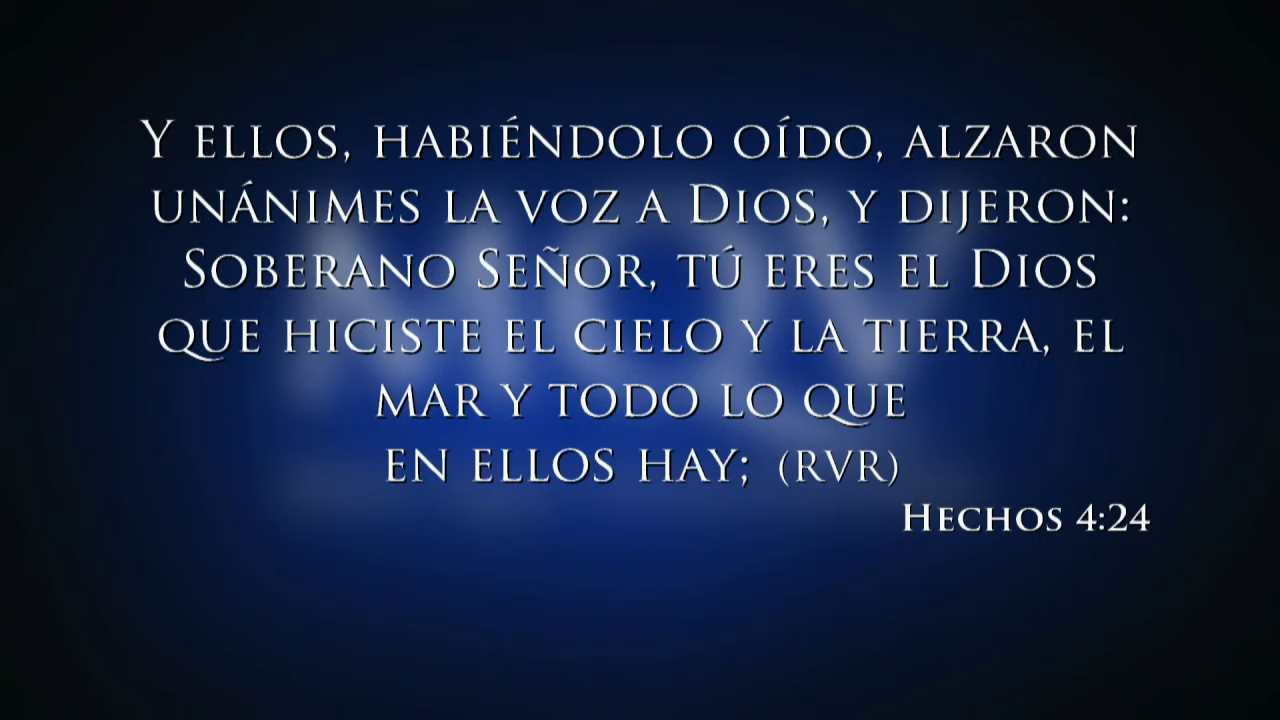 Y ellos, habiéndolo oído, alzaron
unánimes la voz a Dios, y dijeron:
Soberano Señor, tú eres el Dios
que hiciste el cielo y la tierra, el
mar y todo lo que
en ellos hay; (RVR)
Hechos 4:24